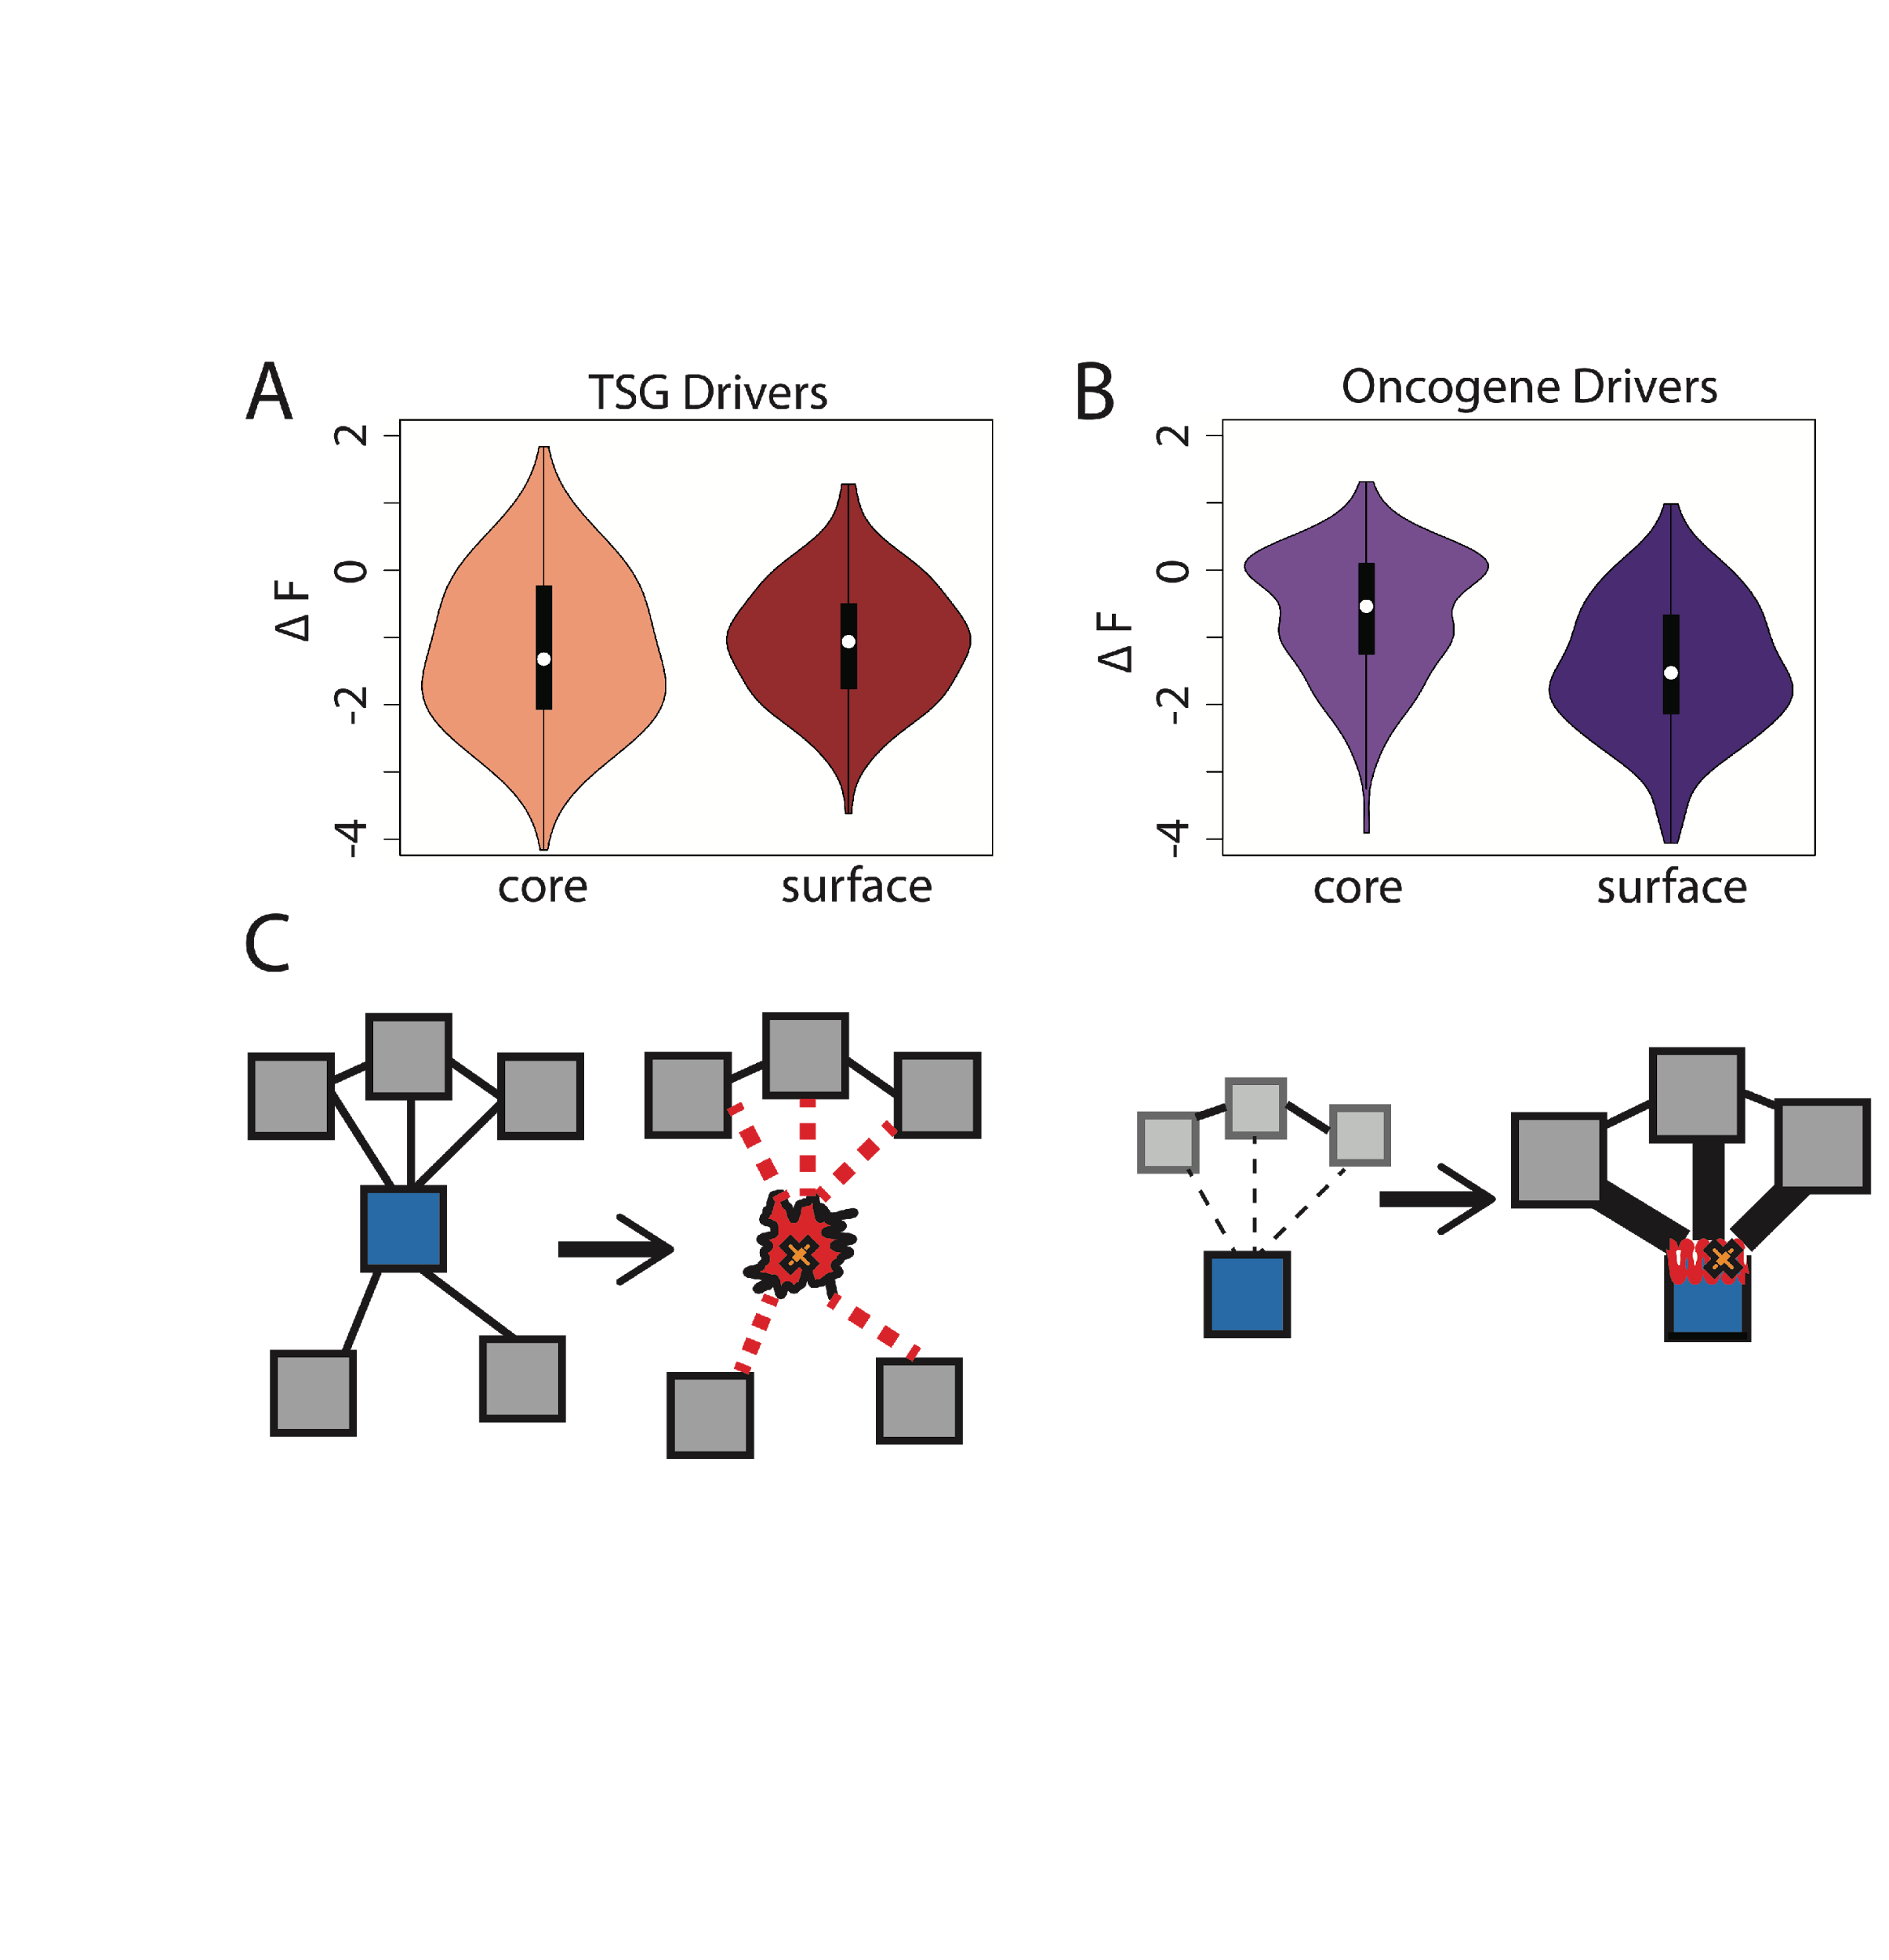 A
TSG Drivers
2
0
-2
-4
Δ F
core
surface
B
Oncogene Drivers
2
0
-2
-4
Δ F
core
surface
C